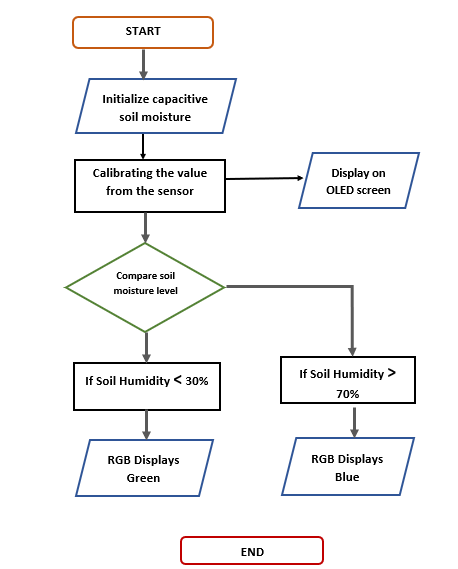 START
Initialize capacitive
soil moisture
Calibrating the value
from the sensor
Display on
OLED screen
Compare soil
moisture level
If Soil Humidity < 30%
If Soil Humidity >
70%
RGB Displays
Green
RGB Displays
Blue
END